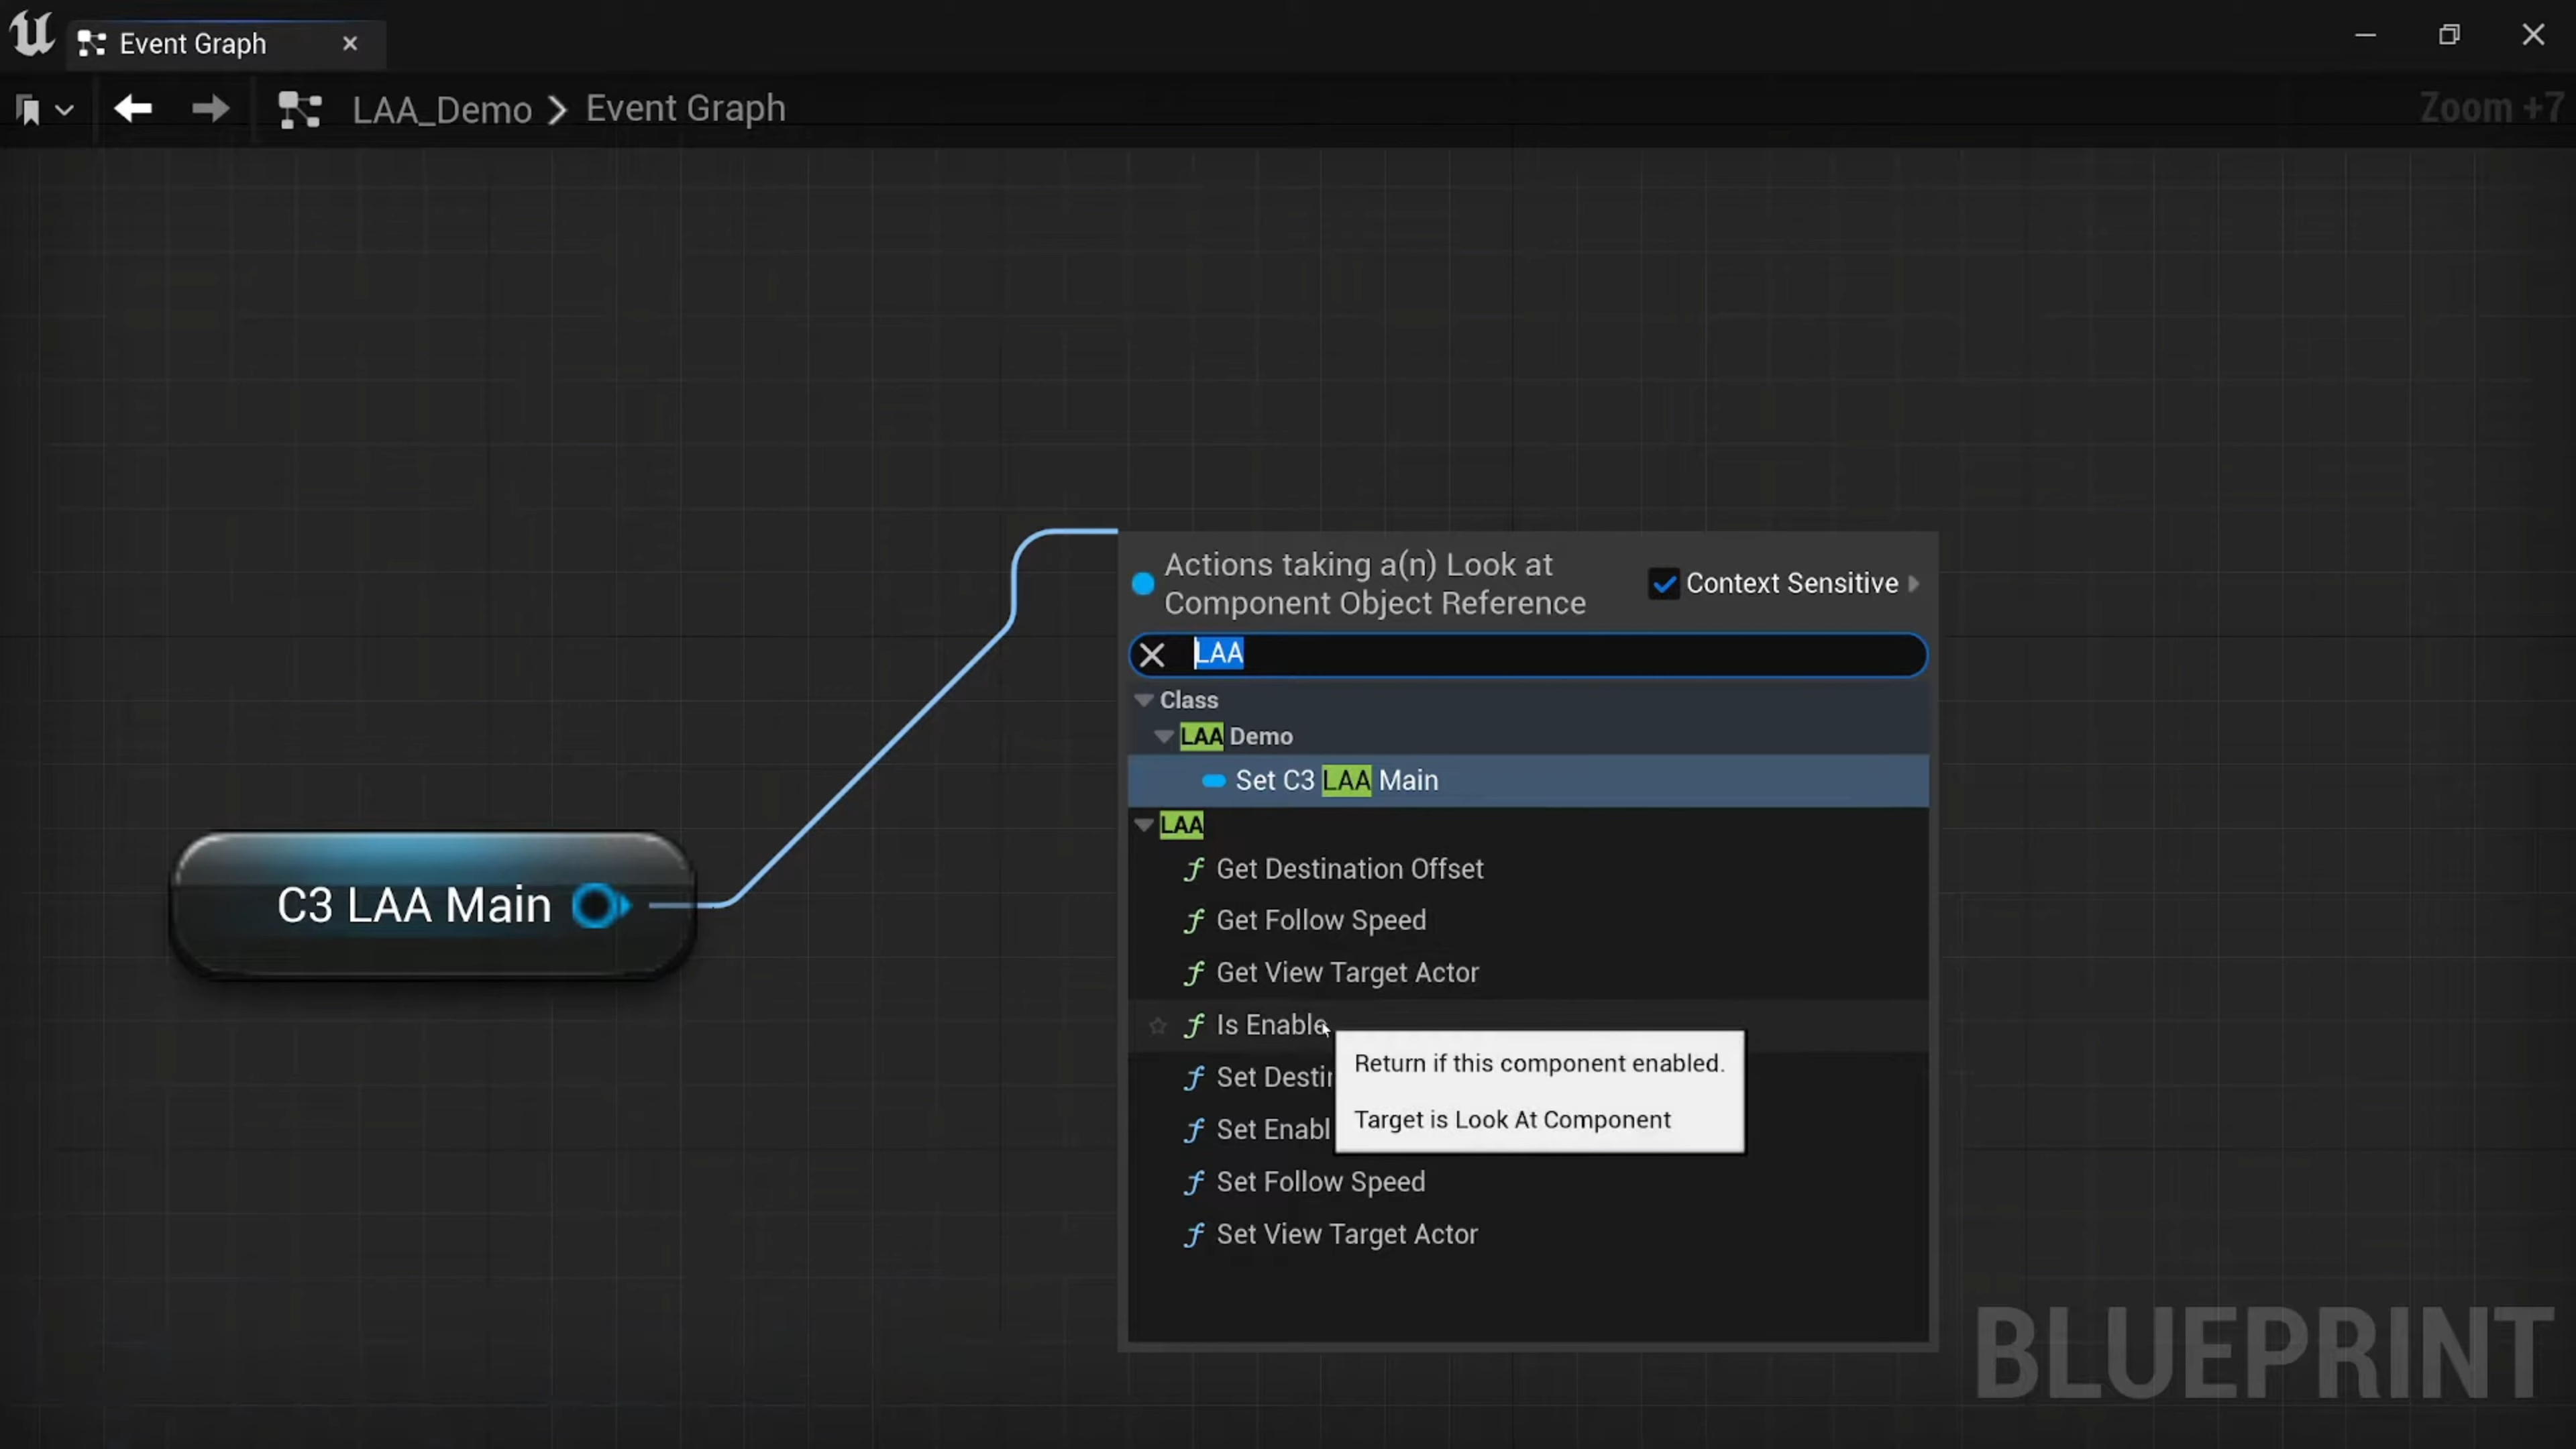 Event Graph
LAA_Demo > Event Graph
Zoom +7
Actions taking a(n) Look at
Component Object Reference
Context Sensitive
LAA
Class
LAA Demo
Set C3 LAA Main
LAA
C3 LAA Main
Get Destination Offset
Get Follow Speed
Get View Target Actor
Is Enable
Return if this component enabled.
Target is Look At Component
Set Destin
Set Enabl
Set Follow Speed
Set View Target Actor
BLUEPRINT